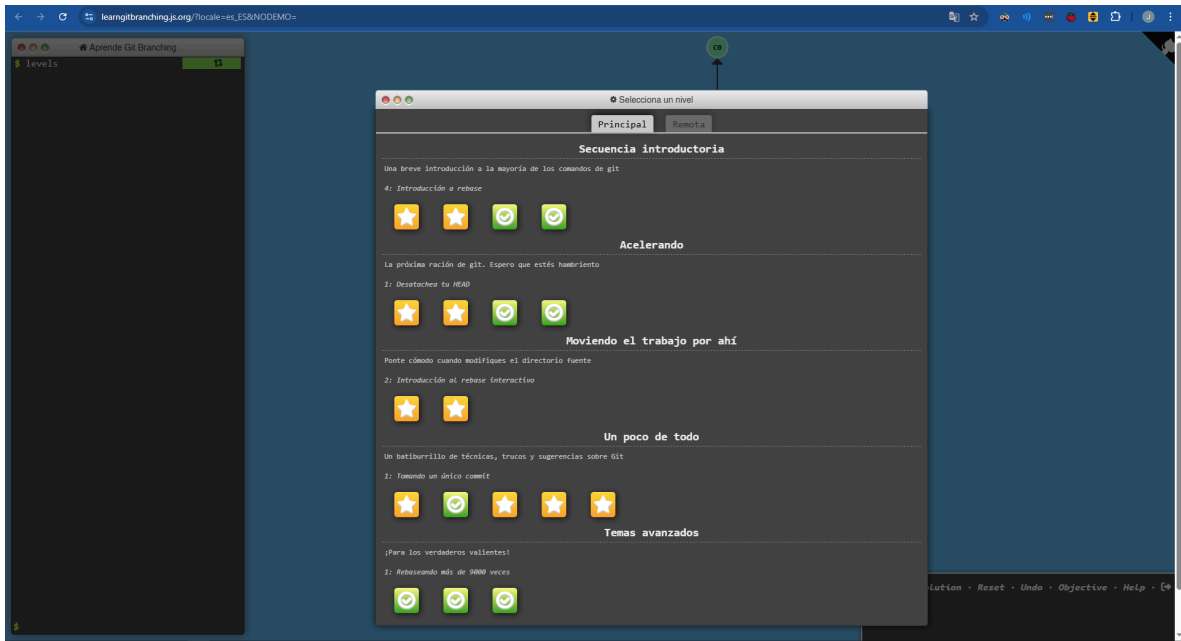 learngitbranching.js.org/?locale=es_ES&NODEMO=
Aprende Git Branching
$ levels
C0
Selecciona un nivel
Principal Remota
Secuencia introductoria
Una breve introducción a la mayoría de los comandos de git
4: Introducción a rebase
Acelerando
La próxima ración de git. Espero que estés hambriento
1: Desatachea tu HEAD
Moviendo el trabajo por ahí
Ponte cómodo cuando modifiques el directorio fuente
2: Introducción al rebase interactivo
Un poco de todo
Un batiburrillo de técnicas, trucos y sugerencias sobre Git
1: Tomando un único commit
Temas avanzados
¡Para los verdaderos valientes!
1: Rebaseando más de 9000 veces
lution · Reset · Undo · Objective · Help ·
$